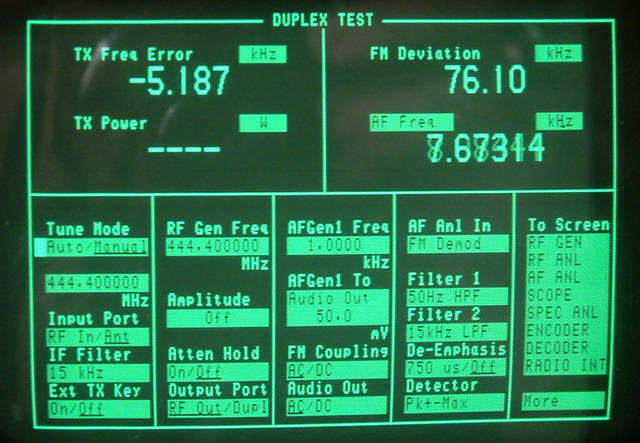 DUPLEX TEST
TX Freq Error kHz
-5.187
TX Power W
----
FM Deviation kHz
76.10
AF Freq kHz
Tune Mode
Auto/Manual
444.400000
MHz
Input Port
RF In/Ant
IF Filter
15 kHz
Ext TX Key
On/Off
RF Gen Freq
444.400000
MHz
Amplitude
Off
Atten Hold
On/Off
Output Port
RF Out/Dupl
AFGen1 Freq
1.0000
kHz
AFGen1 To
Audio Out
50.0
mV
FM Coupling
AC/DC
Audio Out
AC/DC
AF Anl In
FM Demod
Filter 1
50Hz HPF
Filter 2
15kHz LPF
De-Emphasis
750 us/Off
Detector
Pk+-Max
To Screen
RF GEN
RF ANL
AF ANL
SCOPE
SPEC ANL
ENCODER
DECODER
RADIO INT
More